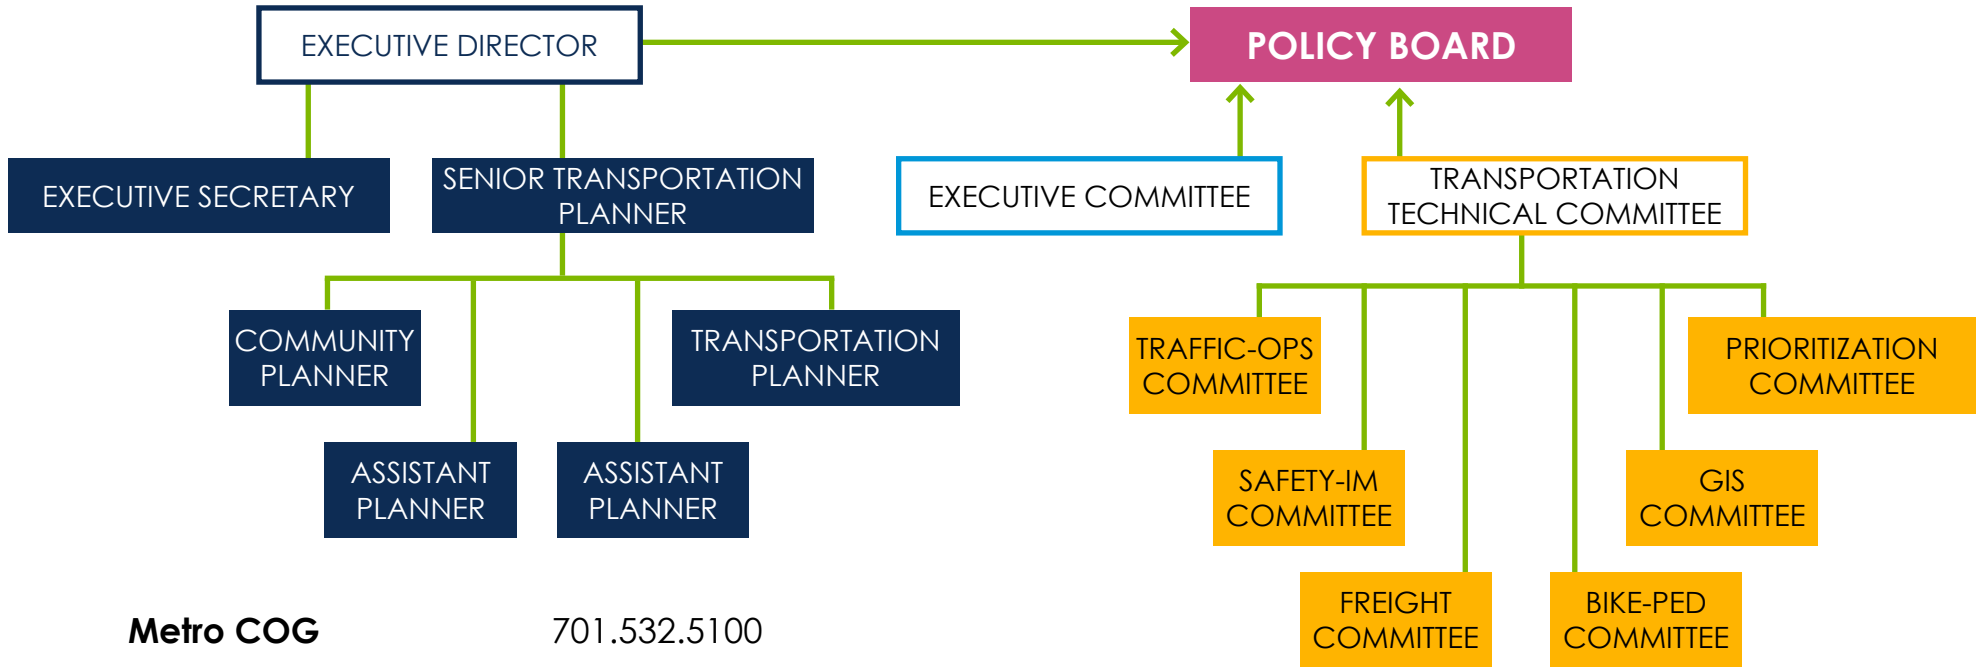 EXECUTIVE DIRECTOR
POLICY BOARD
EXECUTIVE SECRETARY
SENIOR TRANSPORTATION
PLANNER
EXECUTIVE COMMITTEE
TRANSPORTATION
TECHNICAL COMMITTEE
COMMUNITY
PLANNER
TRANSPORTATION
PLANNER
ASSISTANT
PLANNER
ASSISTANT
PLANNER
TRAFFIC-OPS
COMMITTEE
PRIORITIZATION
COMMITTEE
SAFETY-IM
COMMITTEE
GIS
COMMITTEE
FREIGHT
COMMITTEE
BIKE-PED
COMMITTEE
Metro COG 701.532.5100